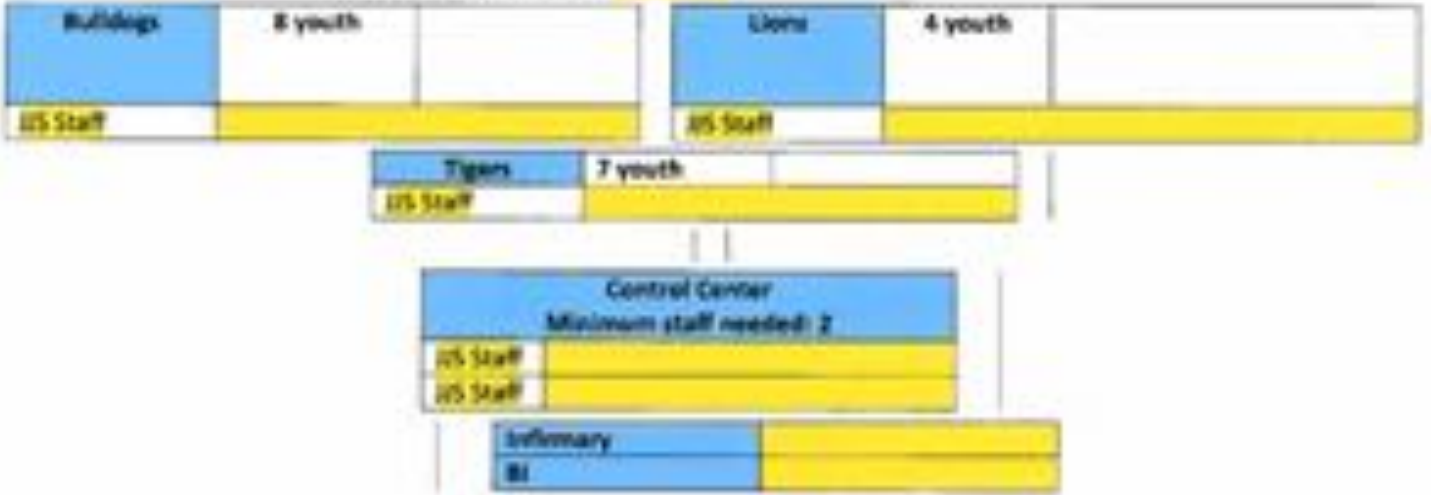 Bulldogs 8 youth
JJS Staff
Lions 4 youth
JJS Staff
Tigers 7 youth
JJS Staff
Control Center
Minimum staff needed: 2
JJS Staff
JJS Staff
Infirmary
BI